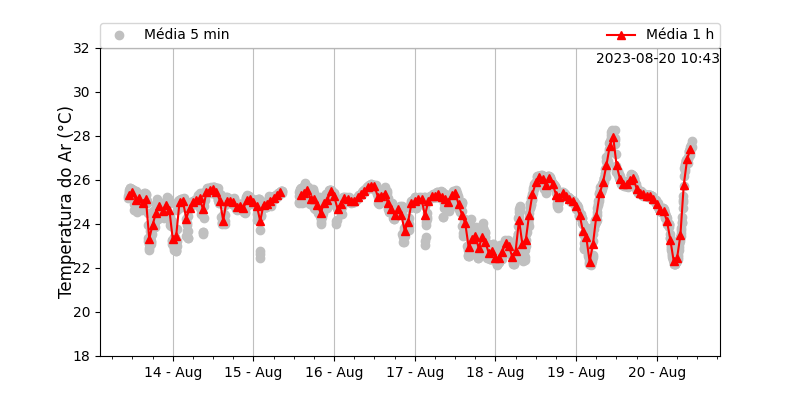 Média 5 min
Média 1 h
2023-08-20 10:43
Temperatura do Ar (°C)
32
30
28
26
24
22
20
18
14 - Aug
15 - Aug
16 - Aug
17 - Aug
18 - Aug
19 - Aug
20 - Aug